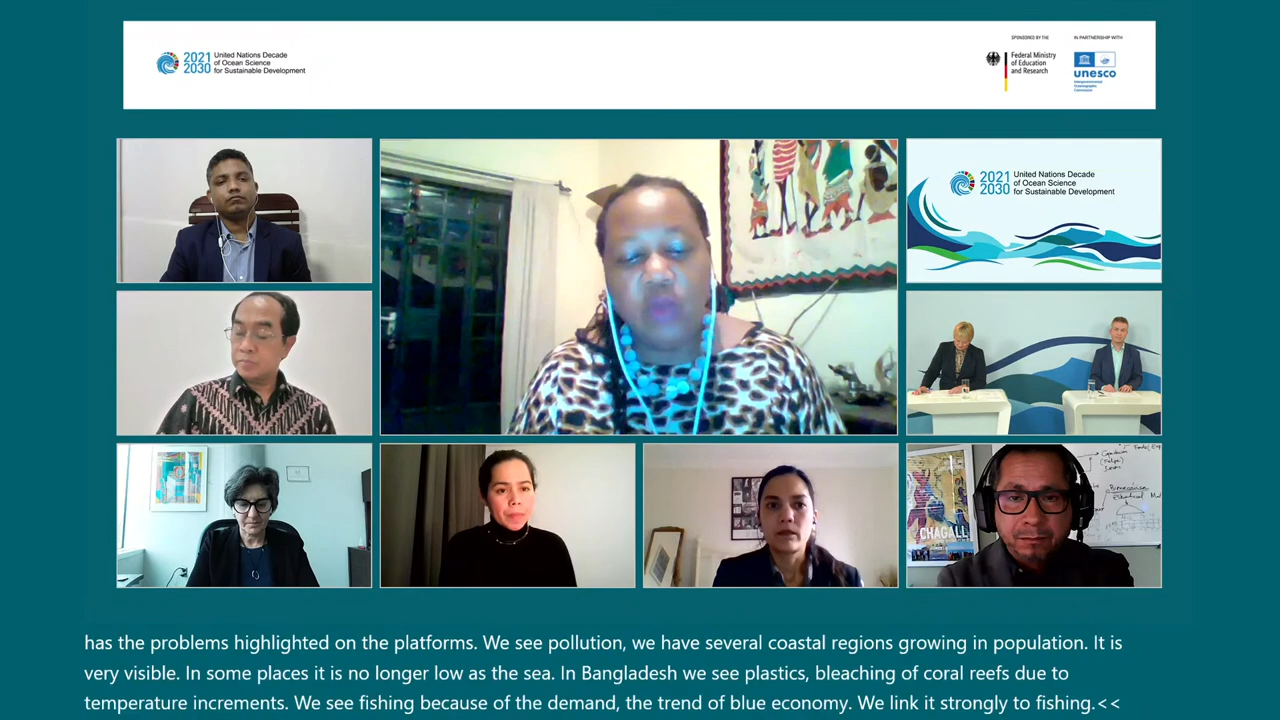 2021
2030
United Nations Decade
of Ocean Science
for Sustainable Development
SPONSORED BY THE
Federal Ministry
of Education
and Research
IN PARTNERSHIP WITH
unesco
Intergovernmental
Oceanographic
Commission
2021
2030
United Nations Decade
of Ocean Science
for Sustainable Development
CHAGALL
has the problems highlighted on the platforms. We see pollution, we have several coastal regions growing in population. It is
very visible. In some places it is no longer low as the sea. In Bangladesh we see plastics, bleaching of coral reefs due to
temperature increments. We see fishing because of the demand, the trend of blue economy. We link it strongly to fishing.<<